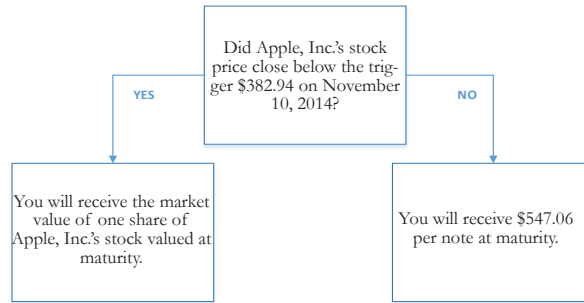 Did Apple, Inc.’s stock
price close below the trig-
ger $382.94 on November
10, 2014?
YES
NO
You will receive the market
value of one share of
Apple, Inc.’s stock valued at
maturity.
You will receive $547.06
per note at maturity.